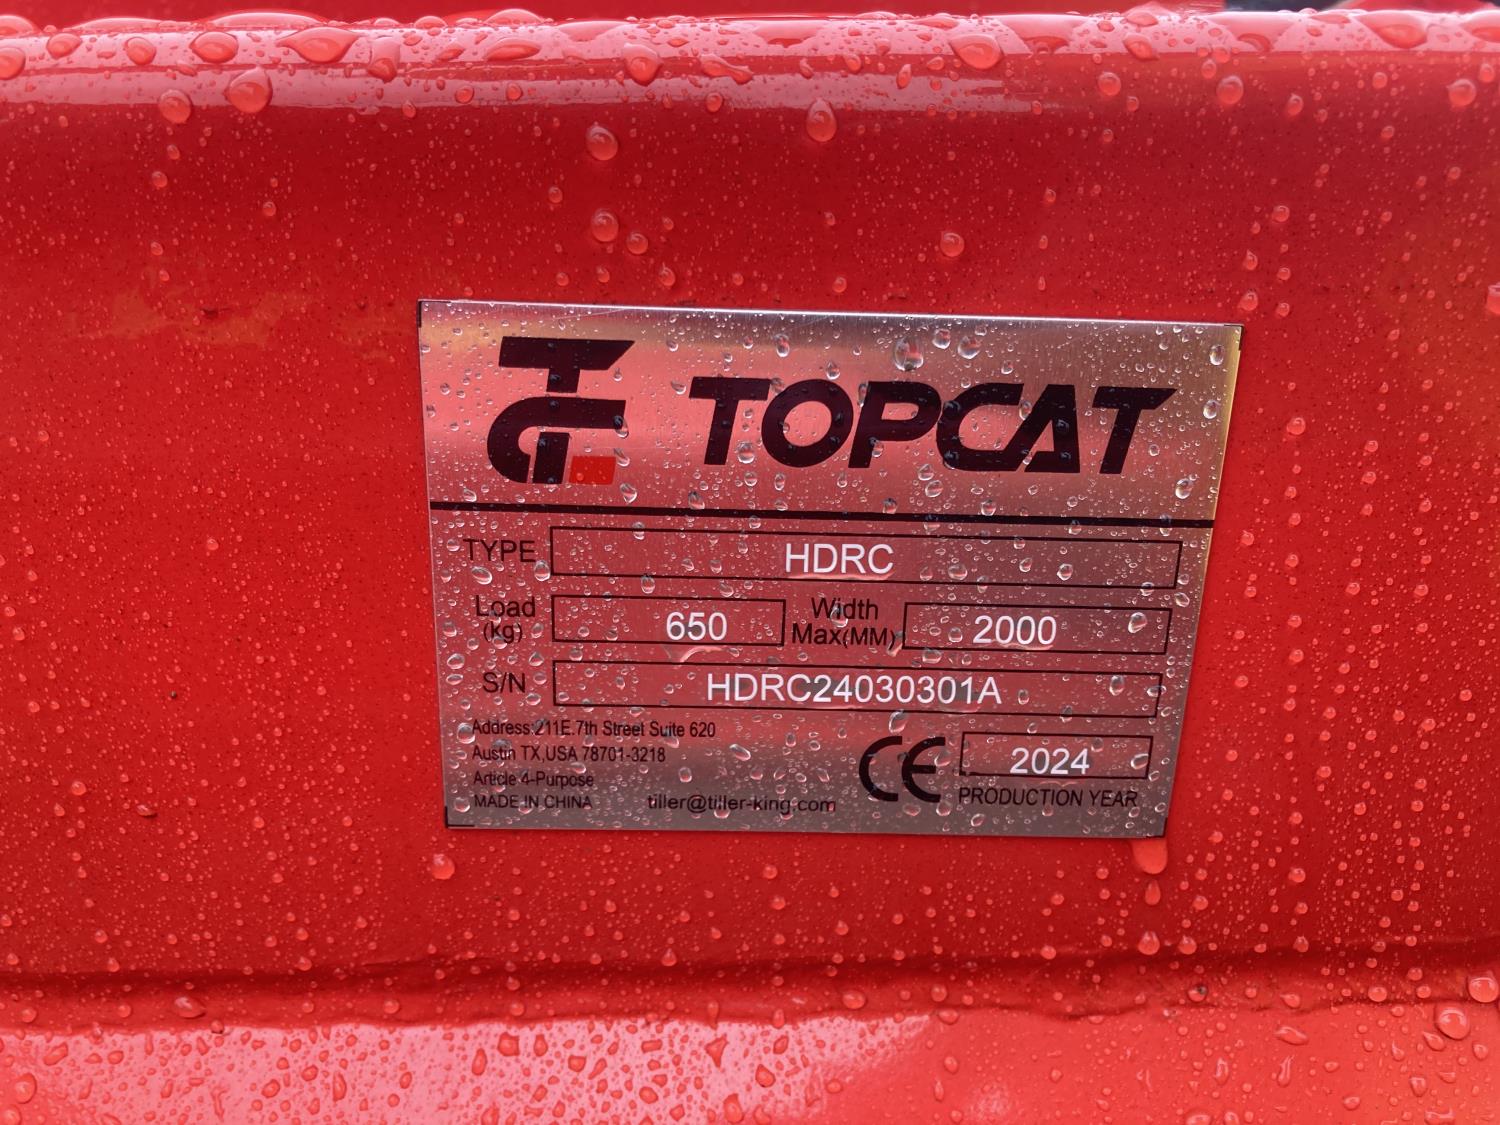 TOPCAT
TYPE HDRC
Load (kg) 650 Width Max(MM) 2000
S/N HDRC24030301A
Address:211E.7th Street Suite 620
Austin TX,USA 78701-3218
Article 4-Purpose
MADE IN CHINA tiller@tiller-king.com
CE 2024
PRODUCTION YEAR